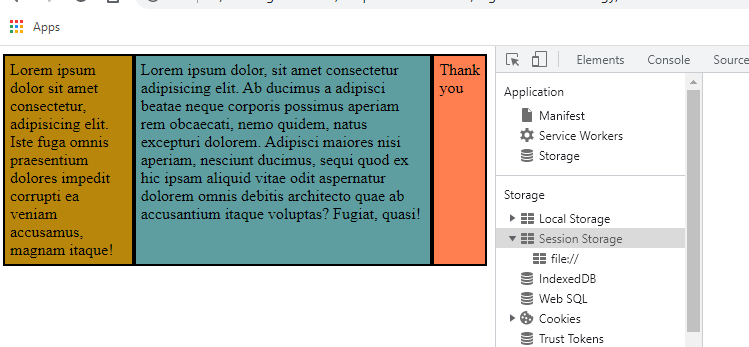 Apps
Lorem ipsum
dolor sit amet
consectetur,
adipisicing elit.
Iste fuga omnis
praesentium
dolores impedit
corrupti ea
veniam
accusamus,
magnam itaque!
Lorem ipsum dolor, sit amet consectetur
adipisicing elit. Ab ducimus a adipisci
beatae neque corporis possimus aperiam
rem obcaecati, nemo quidem, natus
excepturi dolorem. Adipisci maiores nisi
aperiam, nesciunt ducimus, sequi quod ex
hic ipsam aliquid vitae odit aspernatur
dolorem omnis debitis architecto quae ab
accusantium itaque voluptas? Fugiat, quasi!
Thank
you
Elements Console Source
Application
Manifest
Service Workers
Storage
Storage
Local Storage
Session Storage
file://
IndexedDB
Web SQL
Cookies
Trust Tokens